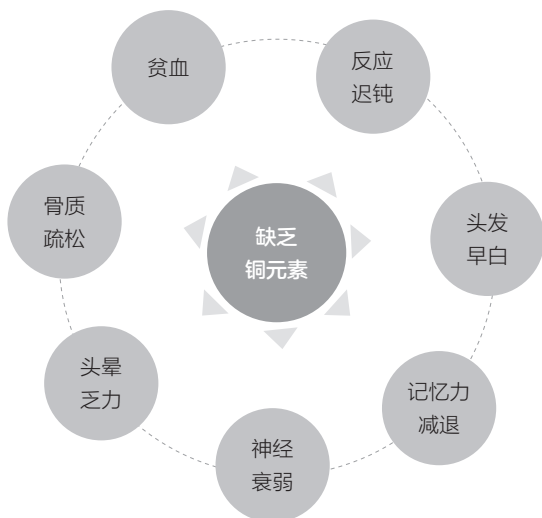 贫血
反应
迟钝
骨质
疏松
缺乏
铜元素
头发
早白
头晕
乏力
记忆力
减退
神经
衰弱